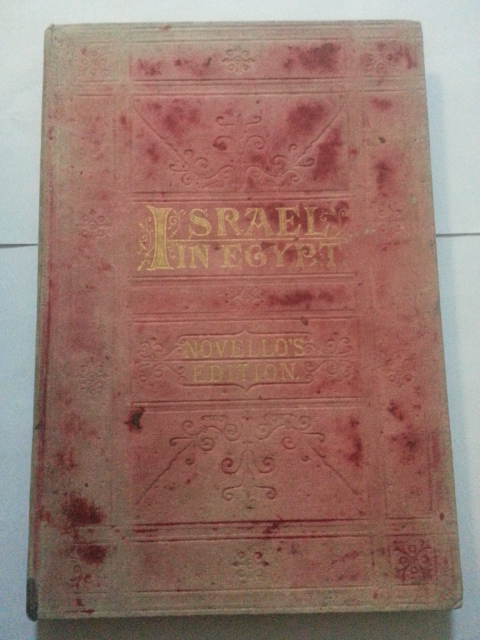 ISRAEL
IN EGYPT
NOVELLO'S
EDITION.